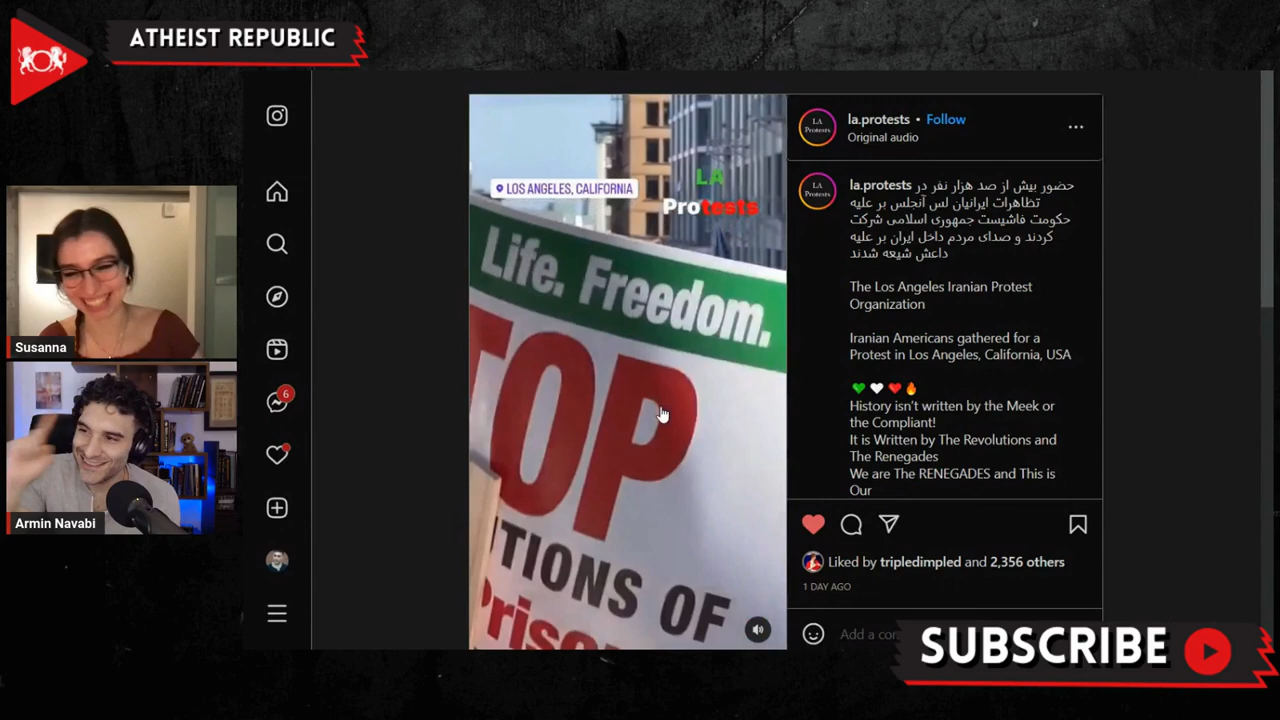 ATHEIST REPUBLIC
Susanna
Armin Navabi
6
LOS ANGELES, CALIFORNIA
LA
Protests
Life. Freedom.
TOP
TIONS OF
LA
Protests
la.protests • Follow
Original audio
LA
Protests
la.protests حضور بیش از صد هزار نفر در
تظاهرات ایرانیان لس آنجلس بر علیه
حکومت فاشیست جمهوری اسلامی شرکت
کردند و صدای مردم داخل ایران بر علیه
داعش شیعه شدند
The Los Angeles Iranian Protest
Organization
Iranian Americans gathered for a
Protest in Los Angeles, California, USA
💚🤍❤️🔥
History isn't written by the Meek or
the Compliant!
It is Written by The Revolutions and
The Renegades
We are The RENEGADES and This is
Our
Liked by tripledimpled and 2,356 others
1 DAY AGO
Add a co
SUBSCRIBE